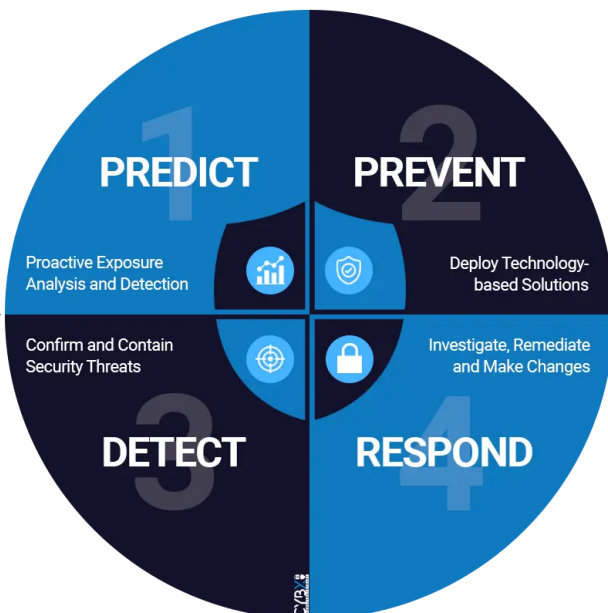 1
PREDICT
Proactive Exposure
Analysis and Detection
2
PREVENT
Deploy Technology-
based Solutions
Confirm and Contain
Security Threats
3
DETECT
Investigate, Remediate
and Make Changes
4
RESPOND